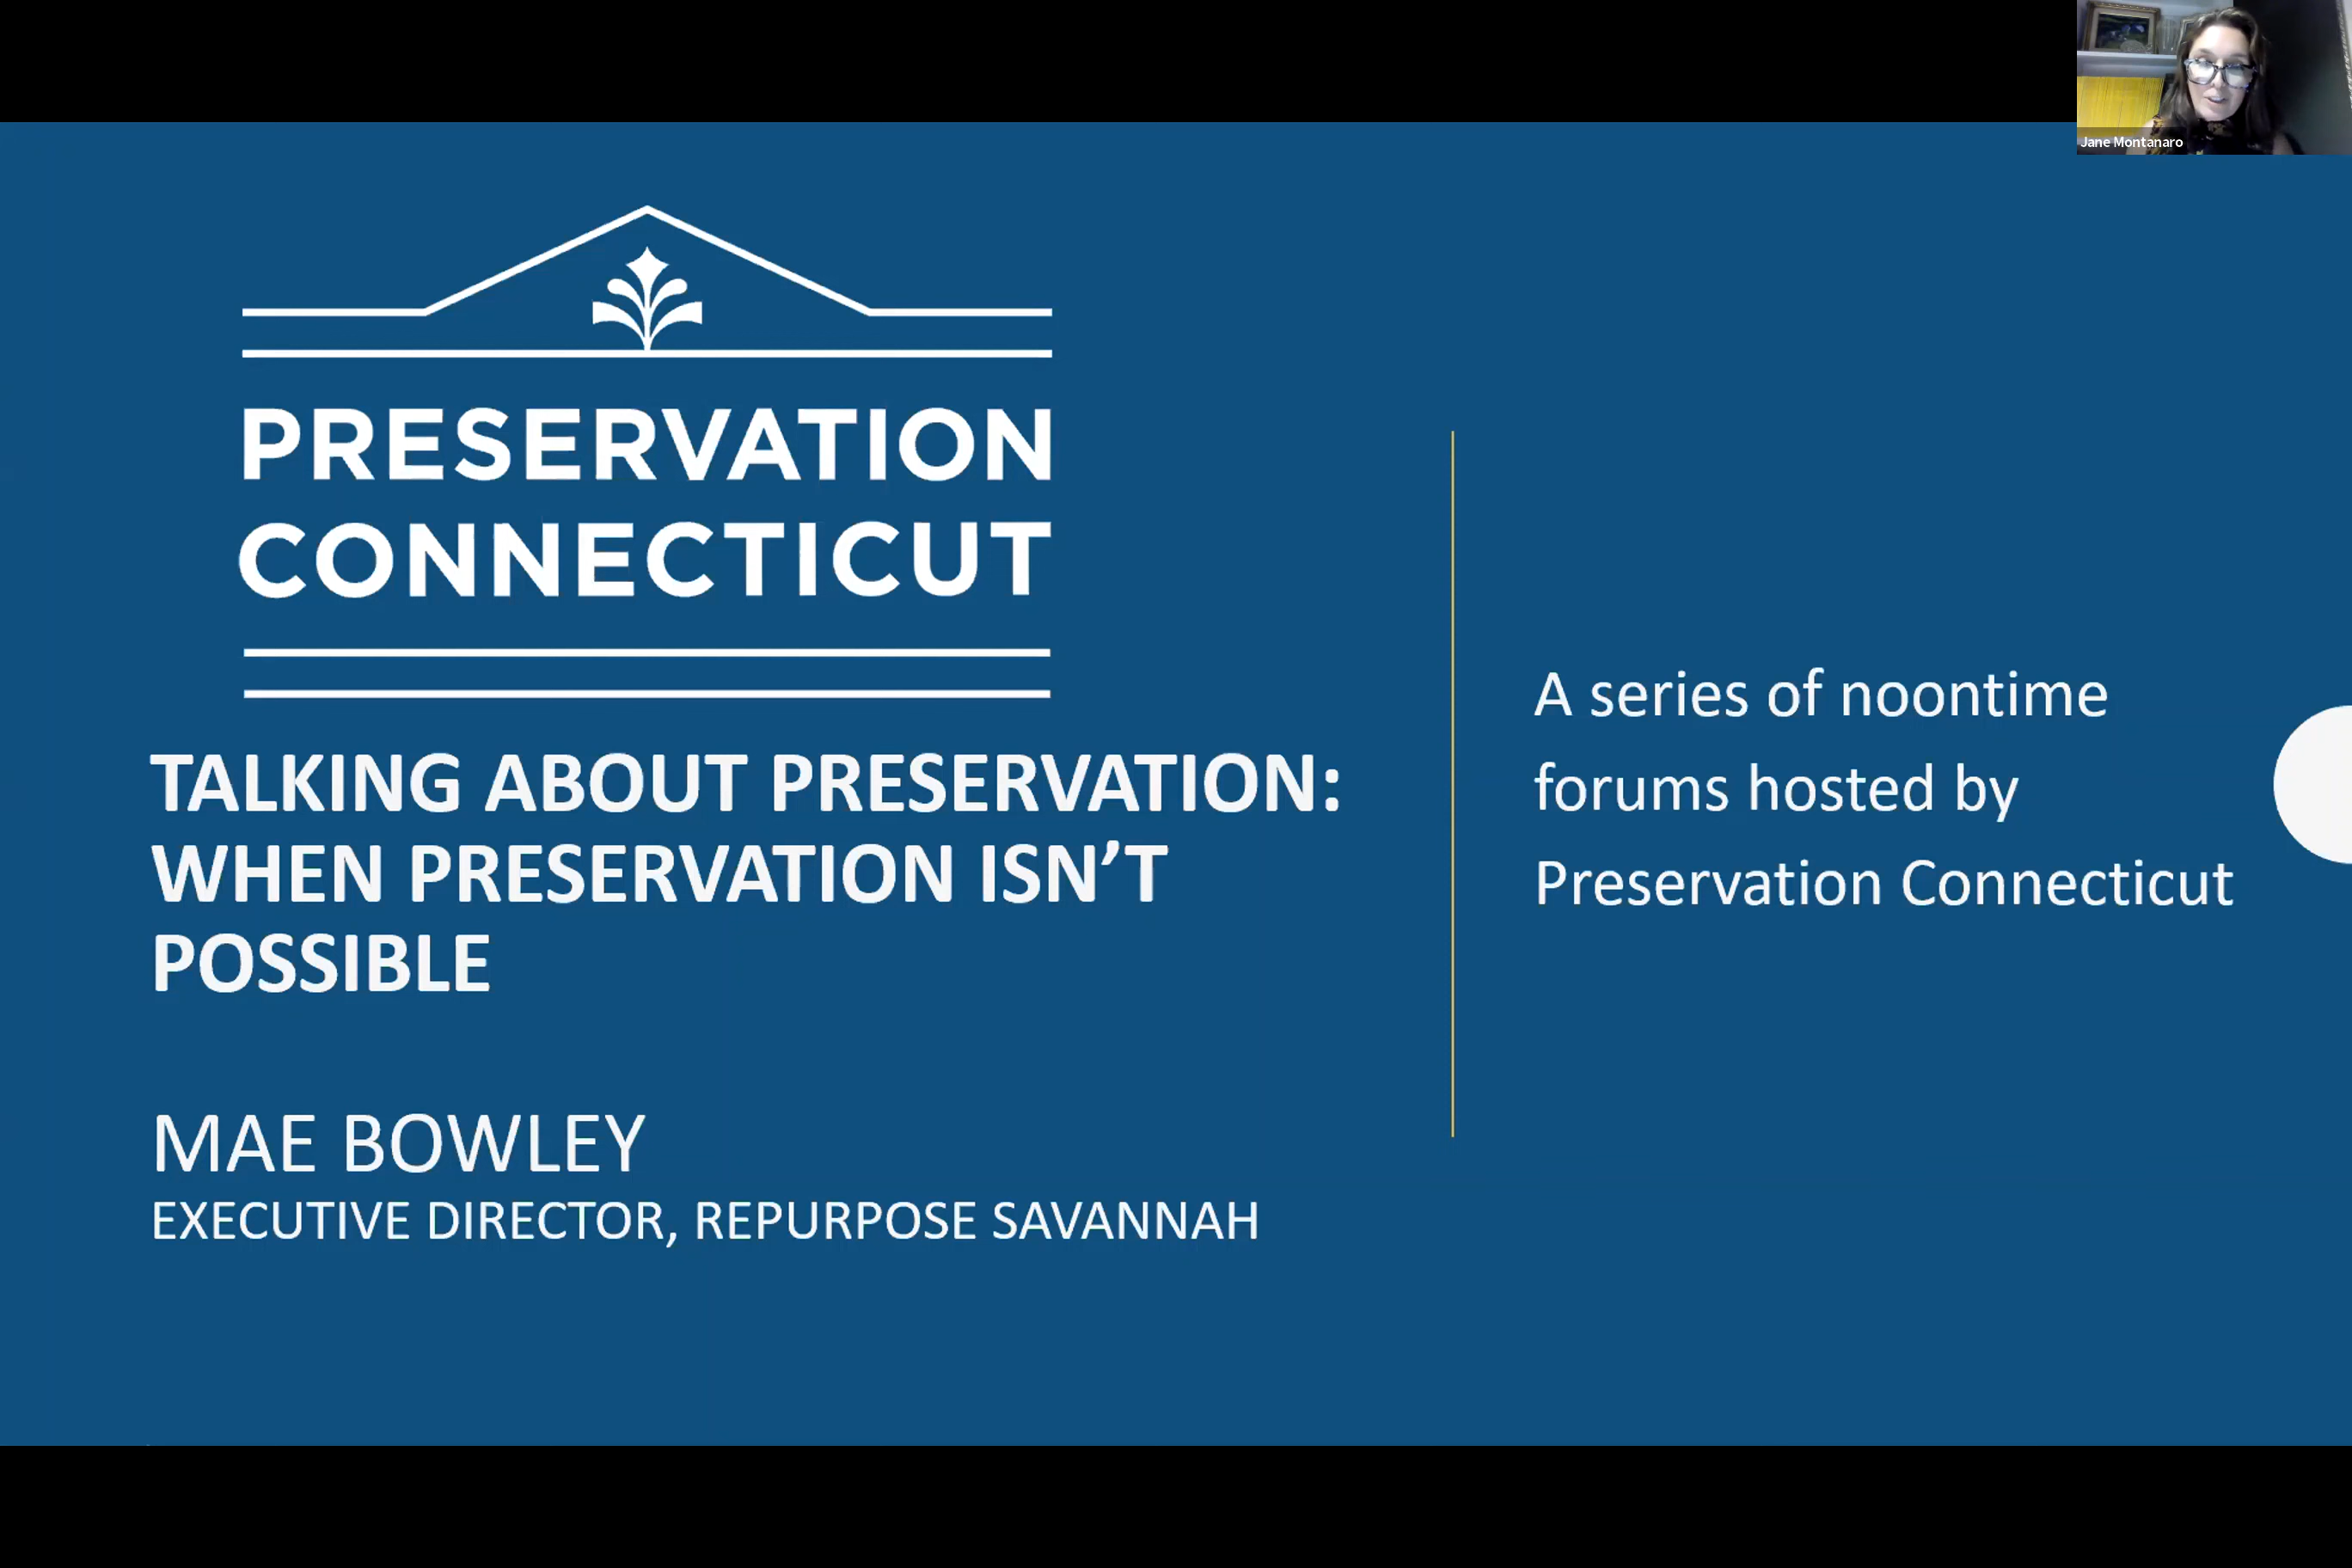 Jane Montanaro
PRESERVATION
CONNECTICUT
TALKING ABOUT PRESERVATION:
WHEN PRESERVATION ISN’T
POSSIBLE
MAE BOWLEY
EXECUTIVE DIRECTOR, REPURPOSE SAVANNAH
A series of noontime
forums hosted by
Preservation Connecticut